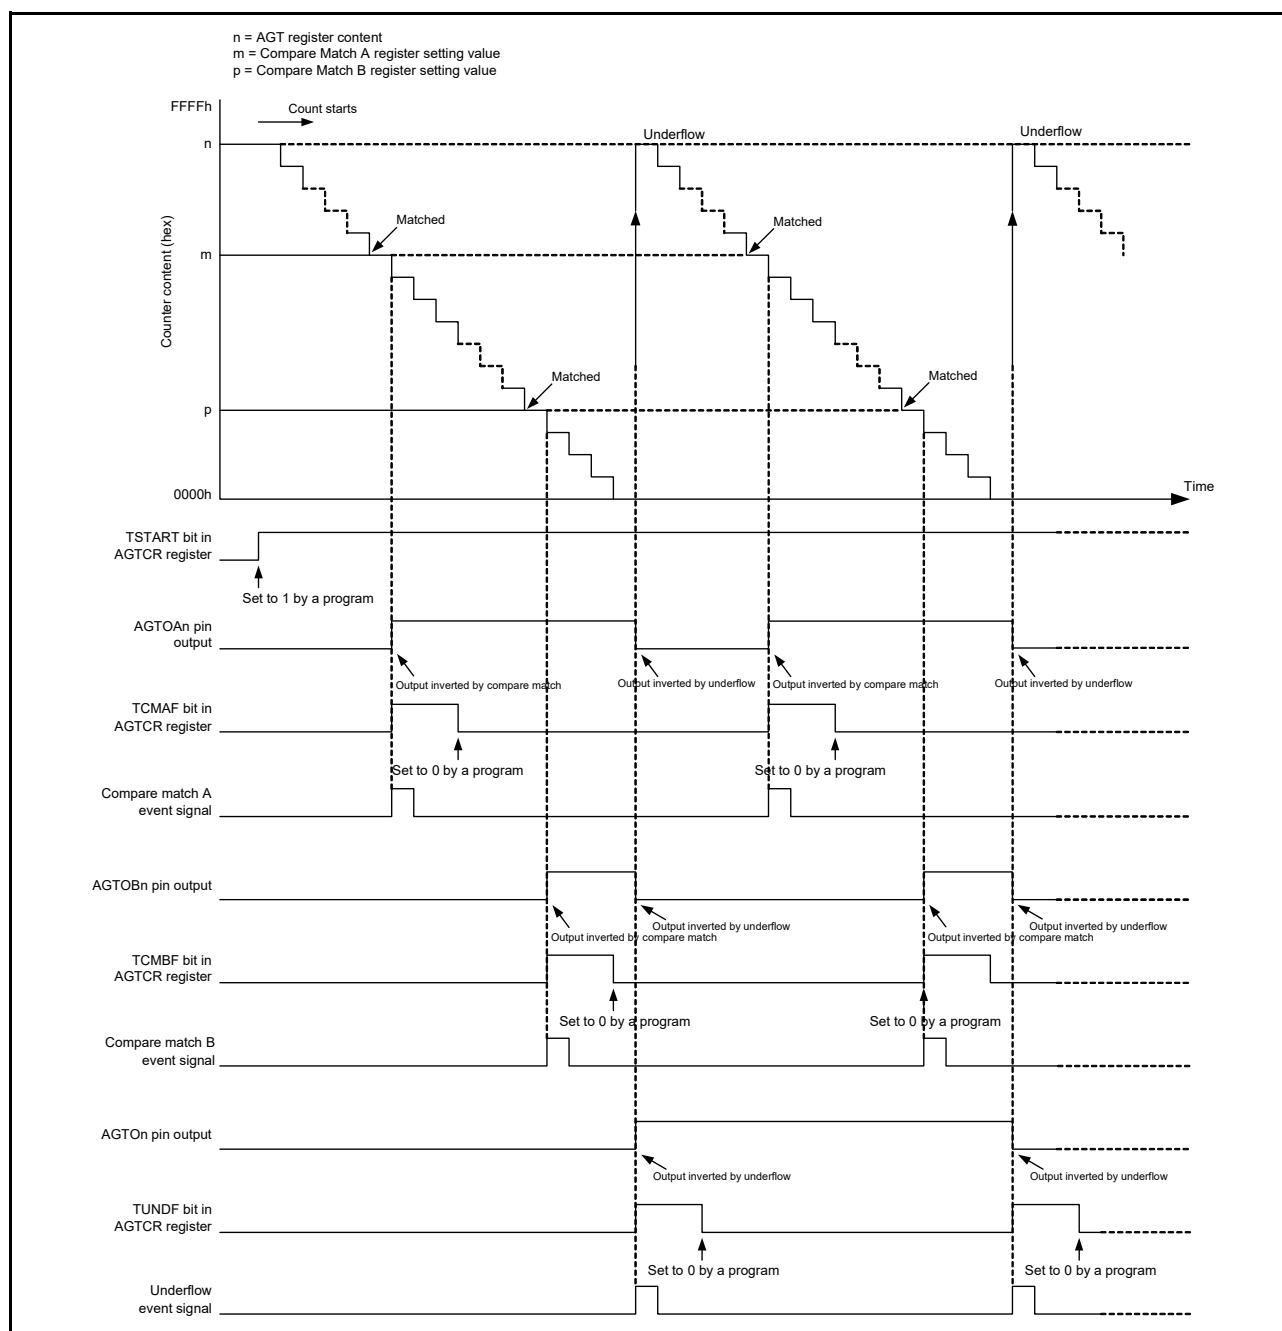 n = AGT register content
m = Compare Match A register setting value
p = Compare Match B register setting value
FFFFh
Count starts
n
Underflow
Underflow
Matched
Matched
m
Counter content (hex)
Matched
Matched
p
0000h
Time
TSTART bit in
AGTCR register
Set to 1 by a program
AGTOAn pin
output
Output inverted by compare match
Output inverted by underflow
Output inverted by compare match
Output inverted by underflow
TCMAF bit in
AGTCR register
Set to 0 by a program
Set to 0 by a program
Compare match A
event signal
AGTOBn pin output
Output inverted by compare match
Output inverted by underflow
Output inverted by compare match
Output inverted by underflow
TCMBF bit in
AGTCR register
Set to 0 by a program
Set to 0 by a program
Compare match B
event signal
AGTOn pin output
Output inverted by underflow
Output inverted by underflow
TUNDF bit in
AGTCR register
Set to 0 by a program
Set to 0 by a program
Underflow
event signal